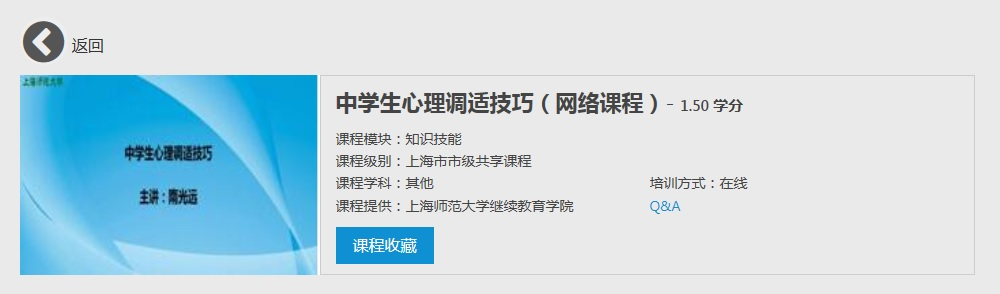 返回
上海师范大学
中学生心理调适技巧
主讲：隋光远
中学生心理调适技巧（网络课程）- 1.50 学分
课程模块：知识技能
课程级别：上海市市级共享课程
课程学科：其他
培训方式：在线
课程提供：上海师范大学继续教育学院
Q&A
课程收藏